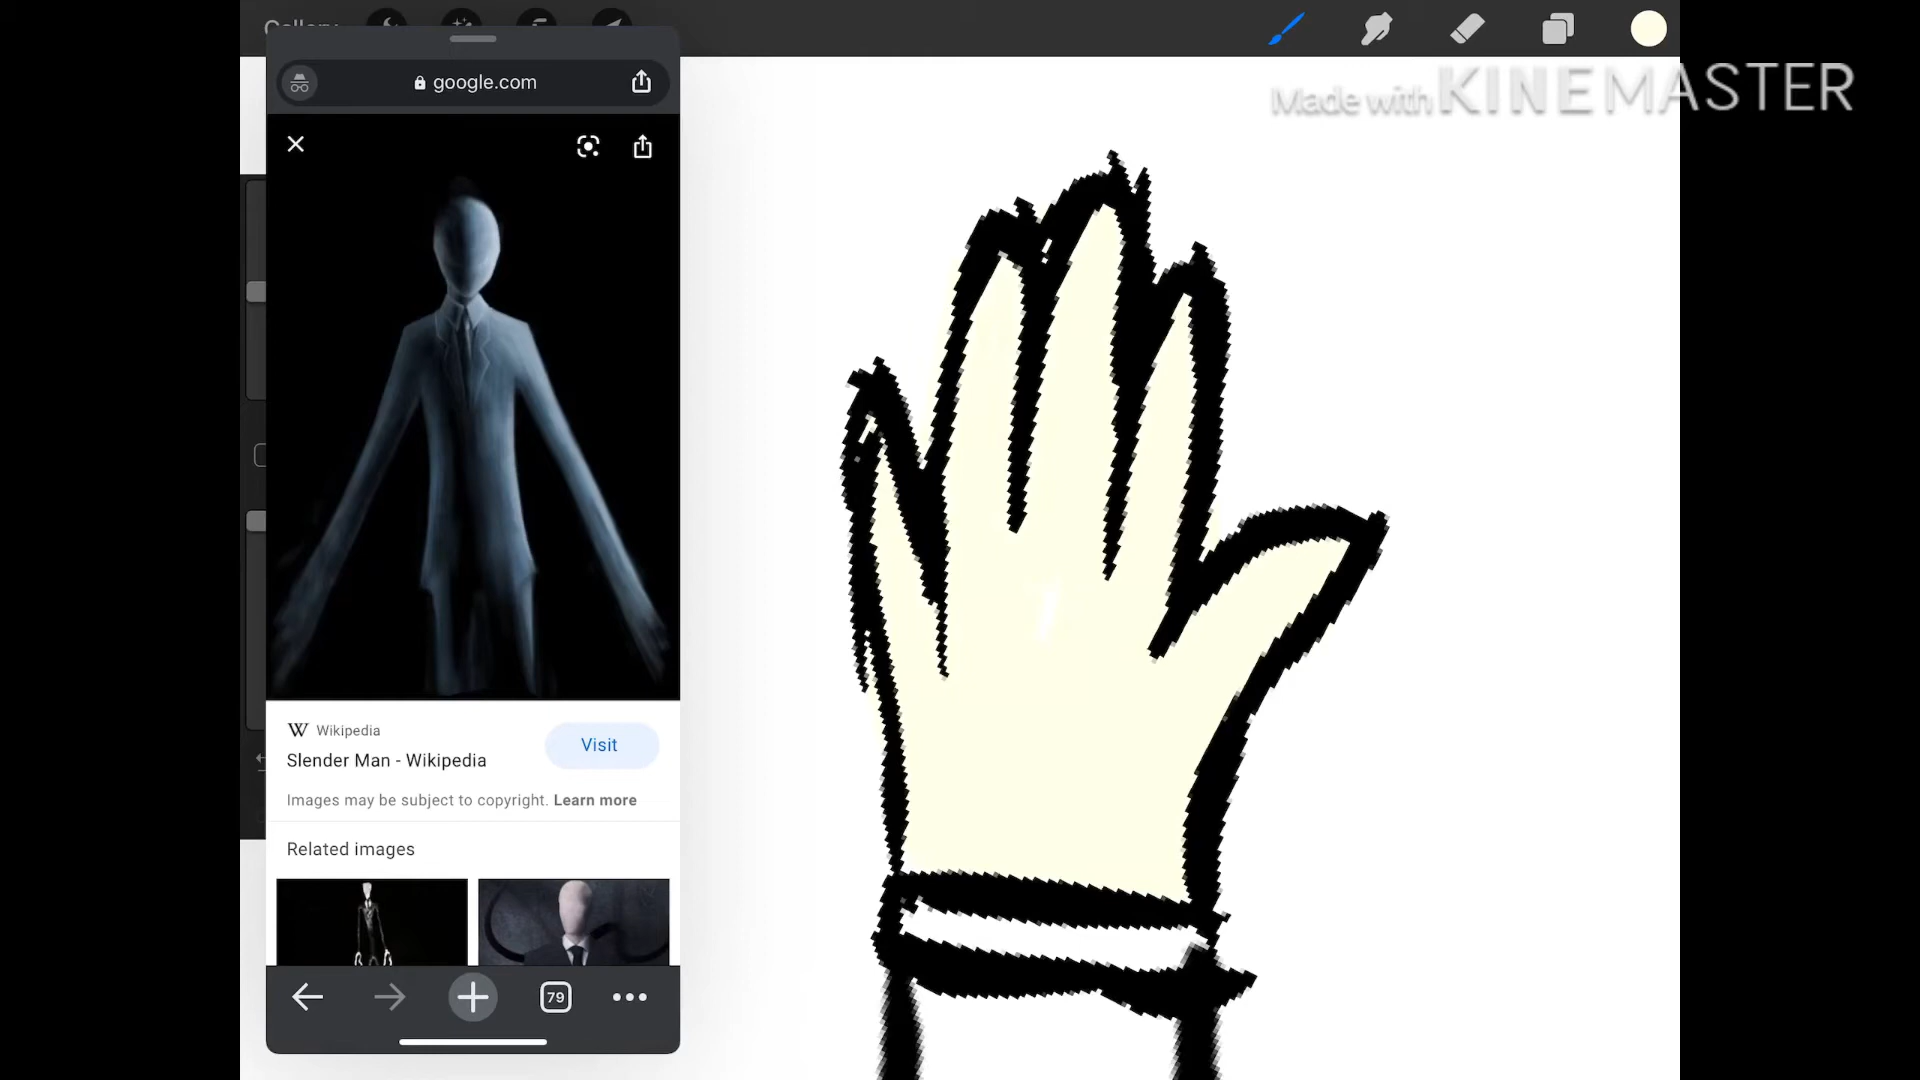 Gallery
google.com
Made with KINEMASTER
W Wikipedia
Visit
Slender Man - Wikipedia
Images may be subject to copyright. Learn more
Related images
79